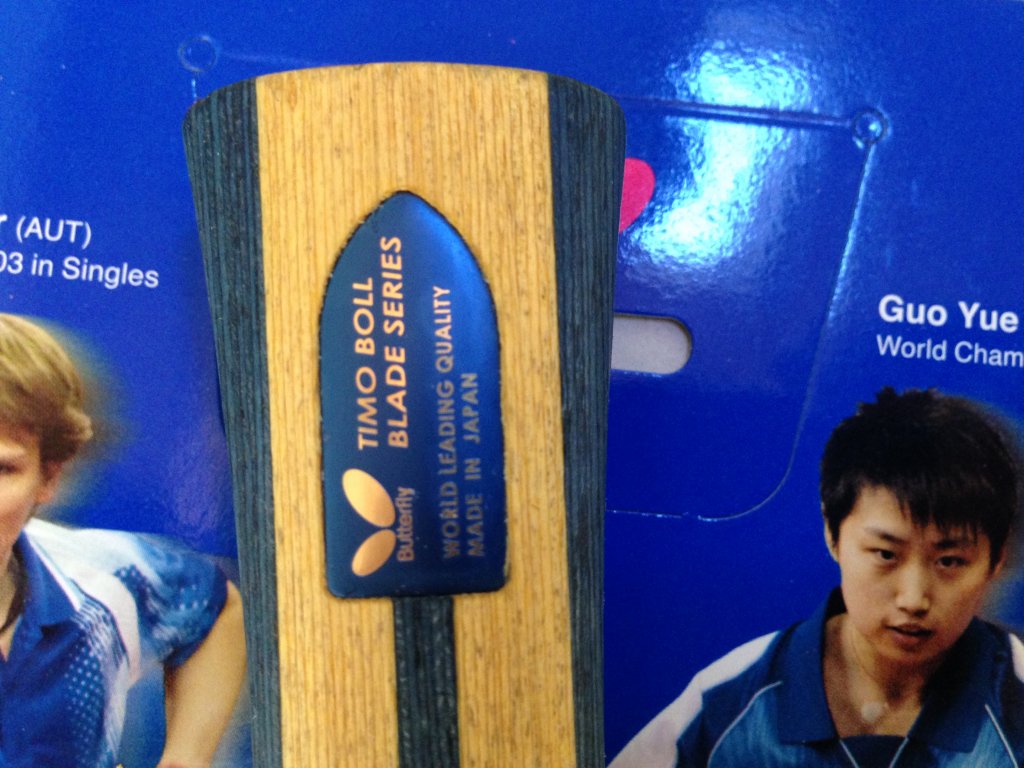 r (AUT)
03 in Singles
TIMO BOLL
BLADE SERIES
WORLD LEADING QUALITY
MADE IN JAPAN
Butterfly
Guo Yue
World Cham